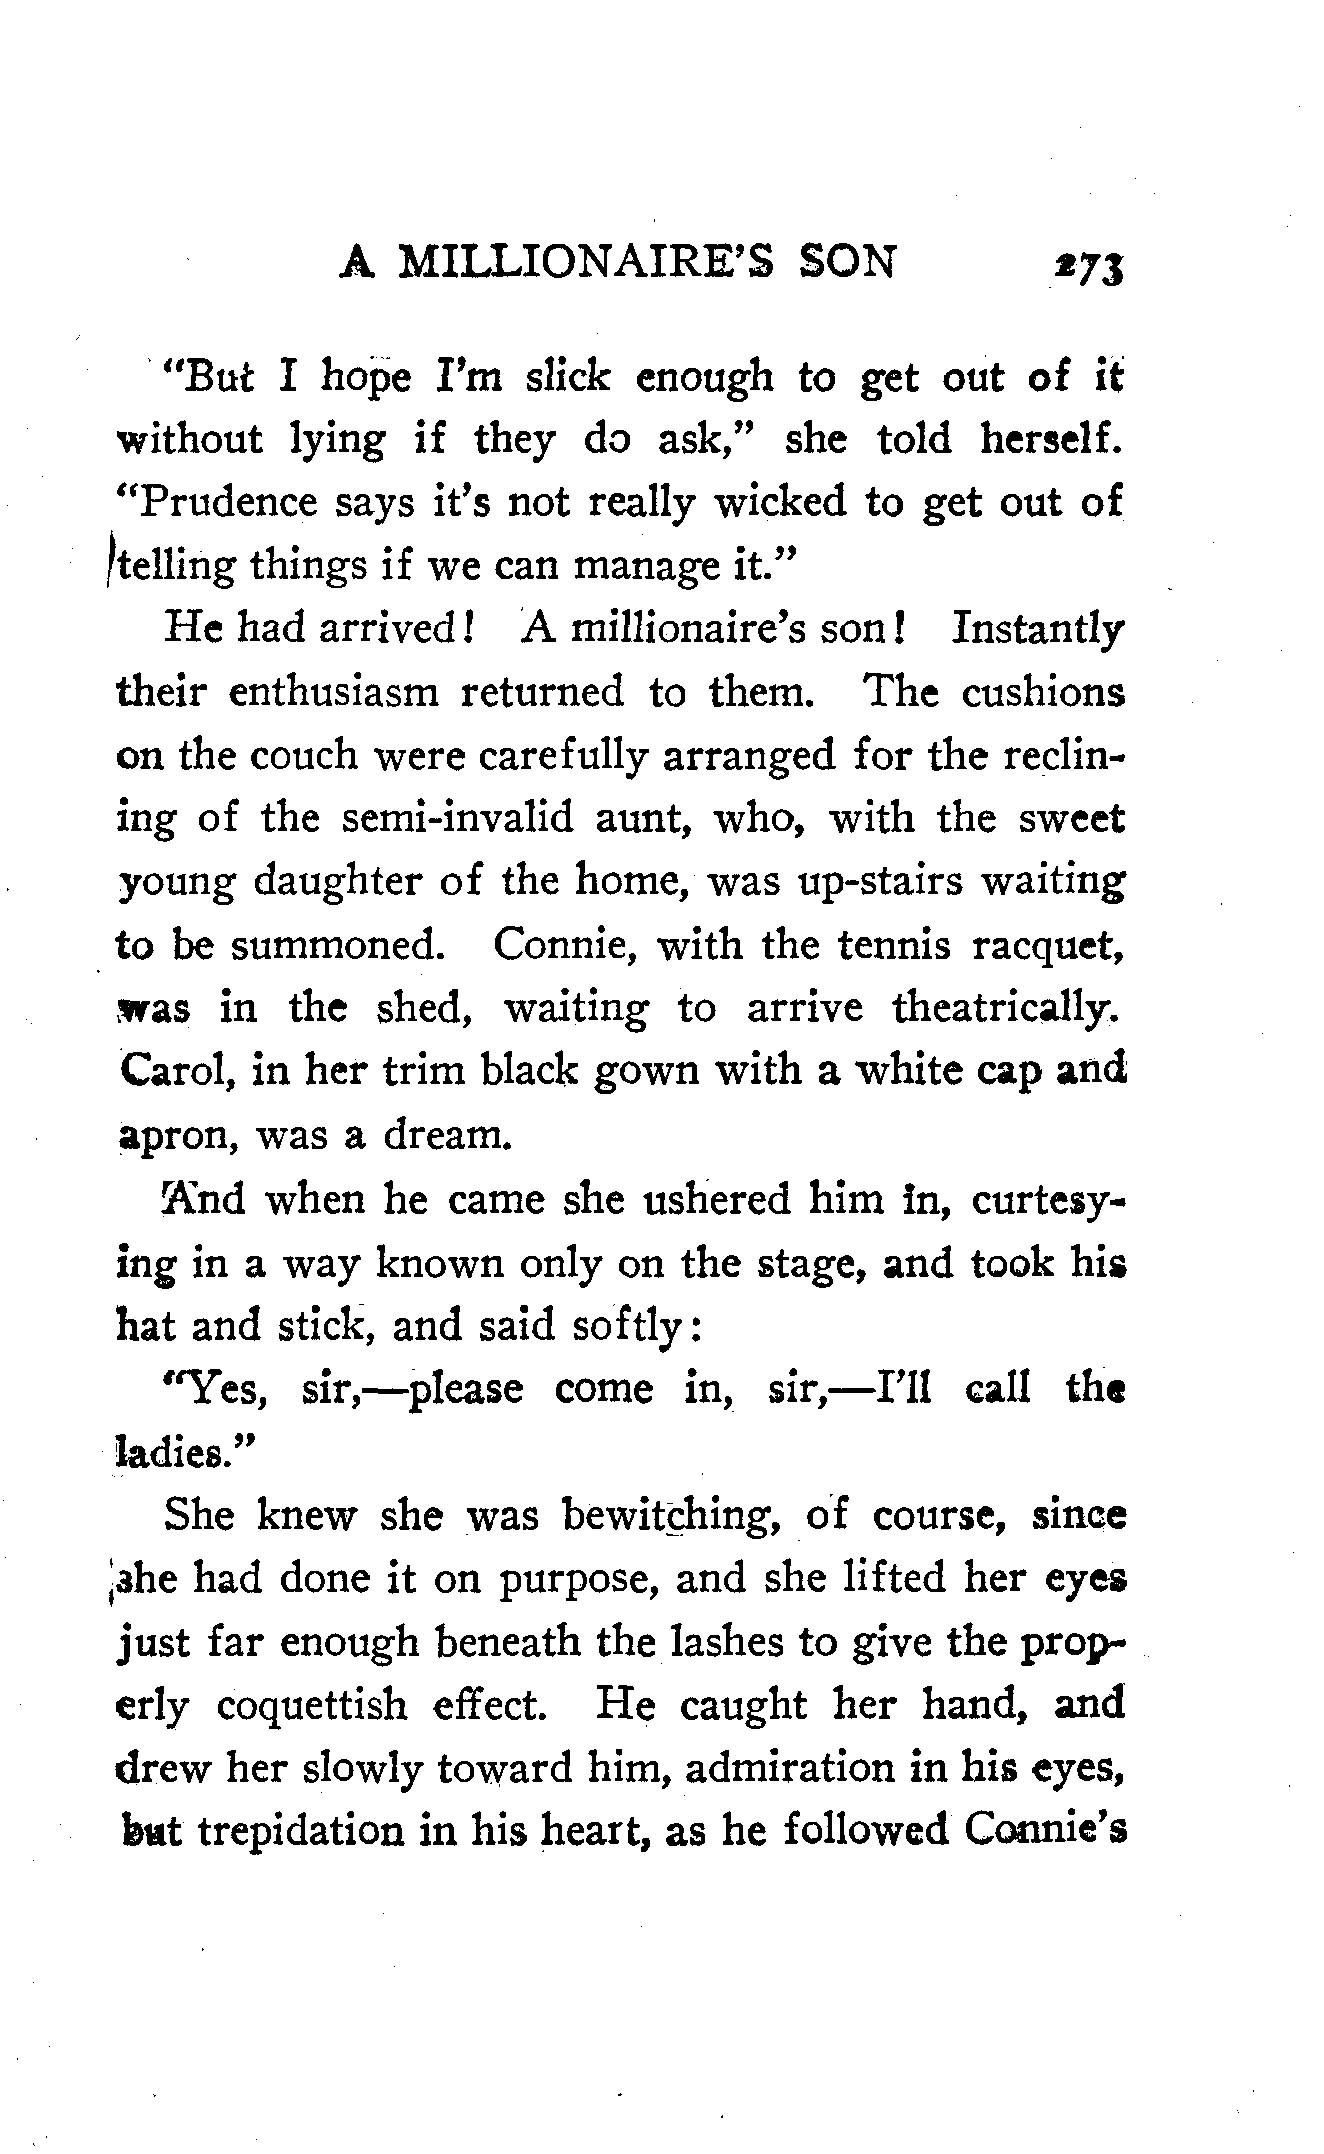 A MILLIONAIRE'S SON 273
"But I hope I'm slick enough to get out of it
without lying if they do ask," she told herself.
"Prudence says it's not really wicked to get out of
telling things if we can manage it."
He had arrived! A millionaire's son! Instantly
their enthusiasm returned to them. The cushions
on the couch were carefully arranged for the reclin-
ing of the semi-invalid aunt, who, with the sweet
young daughter of the home, was up-stairs waiting
to be summoned. Connie, with the tennis racquet,
was in the shed, waiting to arrive theatrically.
Carol, in her trim black gown with a white cap and
apron, was a dream.
And when he came she ushered him in, curtesy-
ing in a way known only on the stage, and took his
hat and stick, and said softly:
"Yes, sir,—please come in, sir,—I'll call the
ladies."
She knew she was bewitching, of course, since
she had done it on purpose, and she lifted her eyes
just far enough beneath the lashes to give the prop-
erly coquettish effect. He caught her hand, and
drew her slowly toward him, admiration in his eyes,
but trepidation in his heart, as he followed Connie's